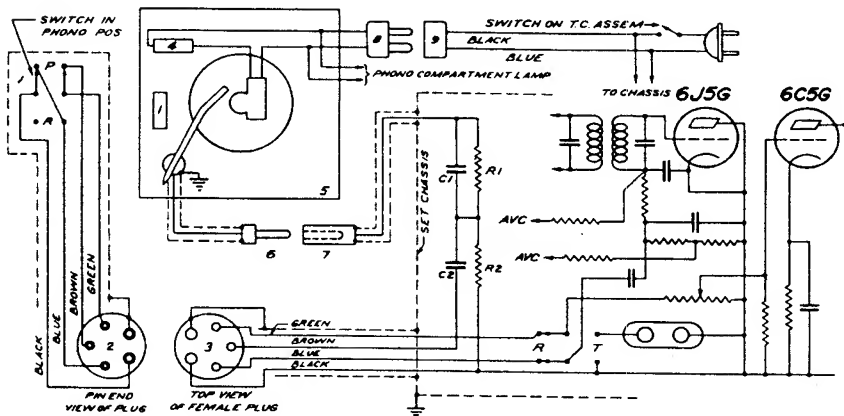 SWITCH IN
PHONO POS
P
R
4
1
5
8
9
SWITCH ON T.C. ASSEM.
BLACK
BLUE
PHONO COMPARTMENT LAMP
TO CHASSIS
6J5G
6C5G
C1
R1
C2
R2
SET CHASSIS
AVC
AVC
6
7
BLACK
BLUE
BROWN
GREEN
2
PIN END
VIEW OF PLUG
3
TOP VIEW
OF FEMALE PLUG
GREEN
BROWN
BLUE
BLACK
R
T